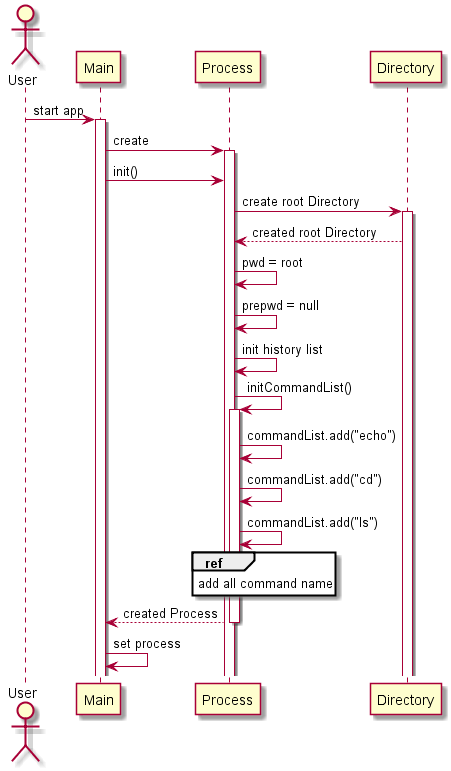 User
Main
Process
Directory
start app
create
init()
create root Directory
created root Directory
pwd = root
prepwd = null
init history list
initCommandList()
commandList.add("echo")
commandList.add("cd")
commandList.add("ls")
ref
add all command name
created Process
set process
User
Main
Process
Directory